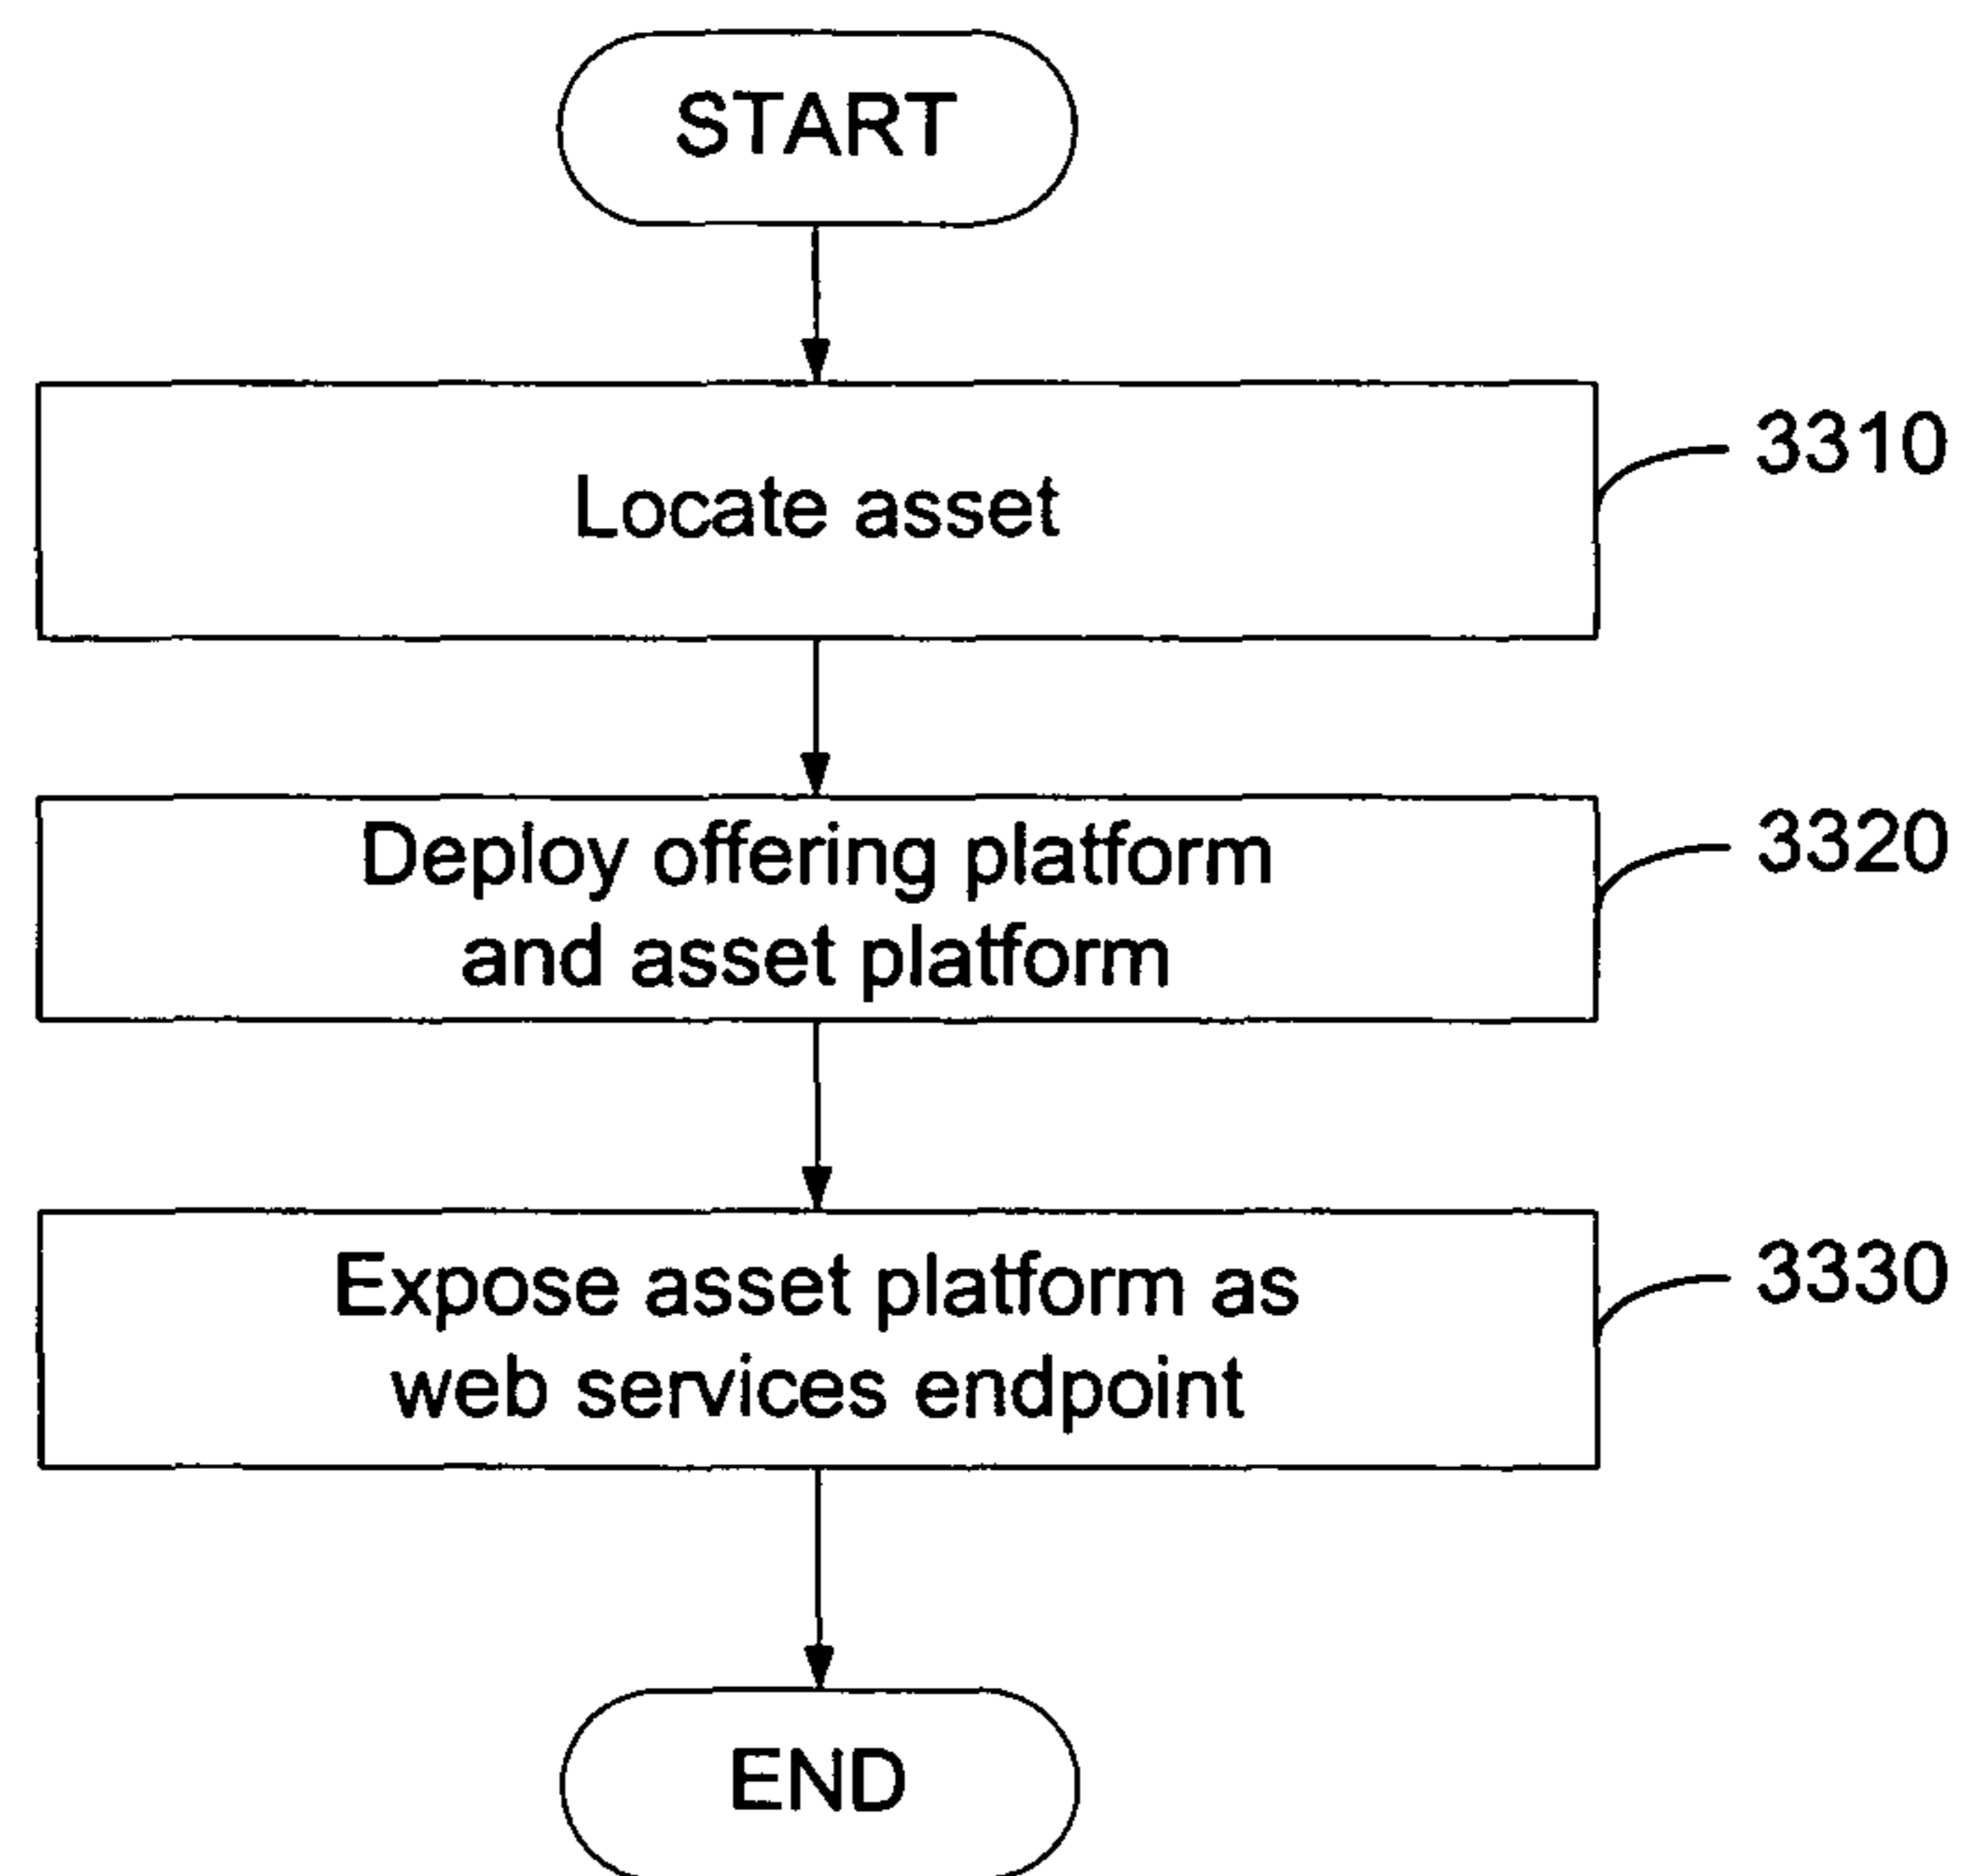 START
Locate asset
3310
Deploy offering platform
and asset platform
3320
Expose asset platform as
web services endpoint
3330
END